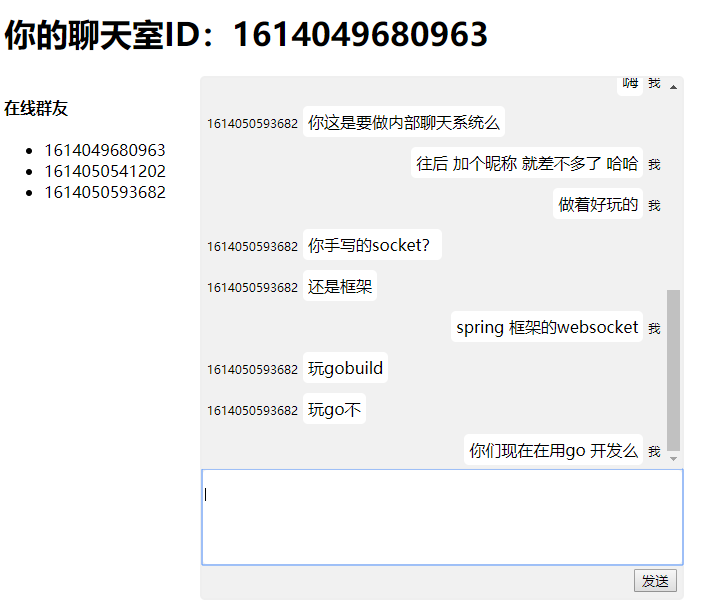 你的聊天室ID：1614049680963
在线群友
1614049680963
1614050541202
1614050593682
嗨 我
1614050593682 你这是要做内部聊天系统么
往后 加个昵称 就差不多了 哈哈 我
做着好玩的 我
1614050593682 你手写的socket？
1614050593682 还是框架
spring 框架的websocket 我
1614050593682 玩gobuild
1614050593682 玩go不
你们现在在用go 开发么 我
发送